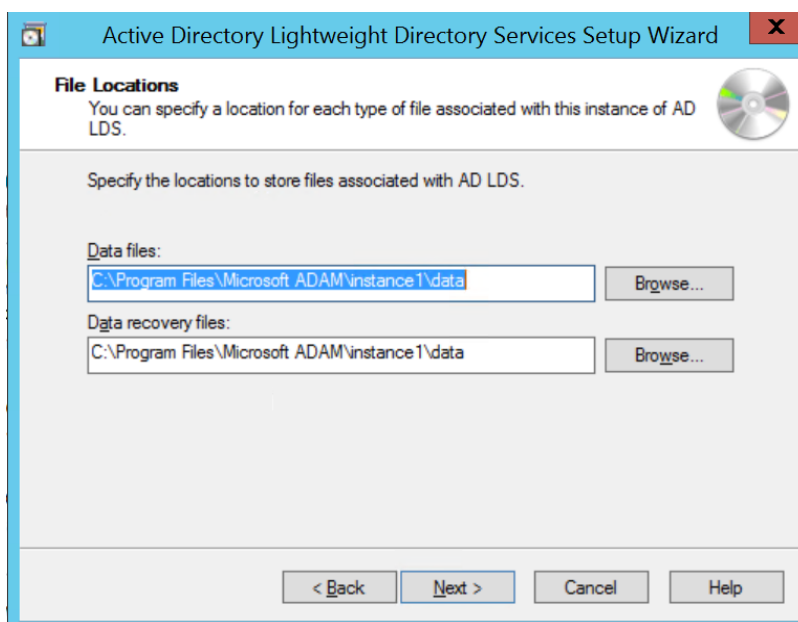 Active Directory Lightweight Directory Services Setup Wizard
X
File Locations
You can specify a location for each type of file associated with this instance of AD
LDS.
Specify the locations to store files associated with AD LDS.
Data files:
C:\Program Files\Microsoft ADAM\instance1\data
Browse...
Data recovery files:
C:\Program Files\Microsoft ADAM\instance1\data
Browse...
< Back
Next >
Cancel
Help